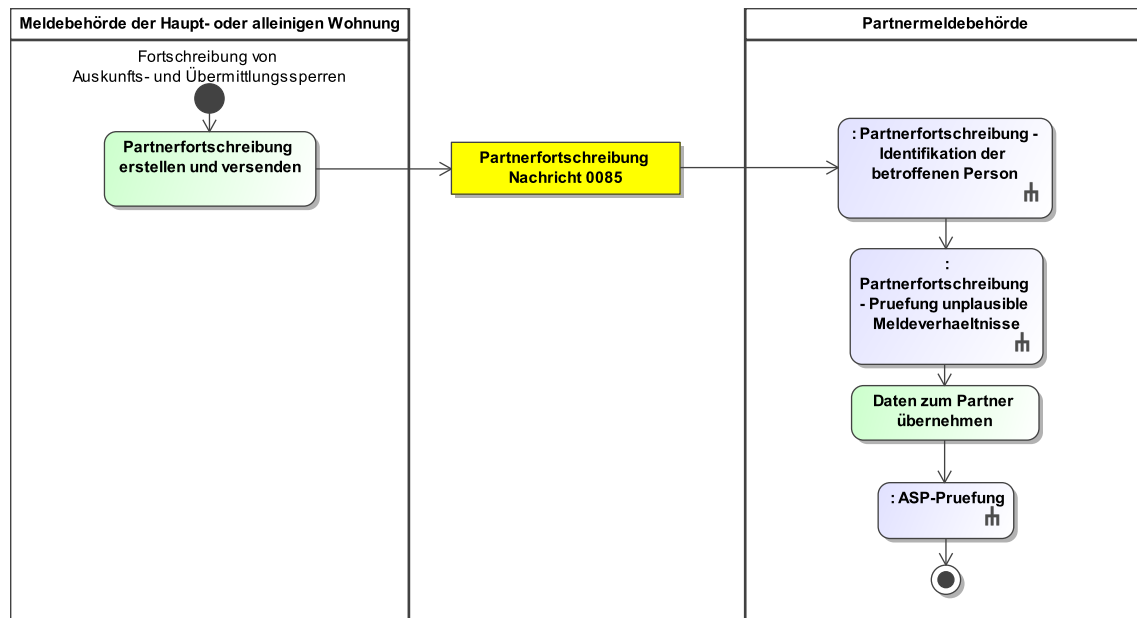 Meldebehörde der Haupt- oder alleinigen Wohnung
Fortschreibung von
Auskunfts- und Übermittlungssperren
Partnerfortschreibung
erstellen und versenden
Partnerfortschreibung
Nachricht 0085
Partnermeldebehörde
: Partnerfortschreibung -
Identifikation der
betroffenen Person
:
Partnerfortschreibung
- Pruefung unplausible
Meldeverhaeltnisse
Daten zum Partner
übernehmen
: ASP-Pruefung